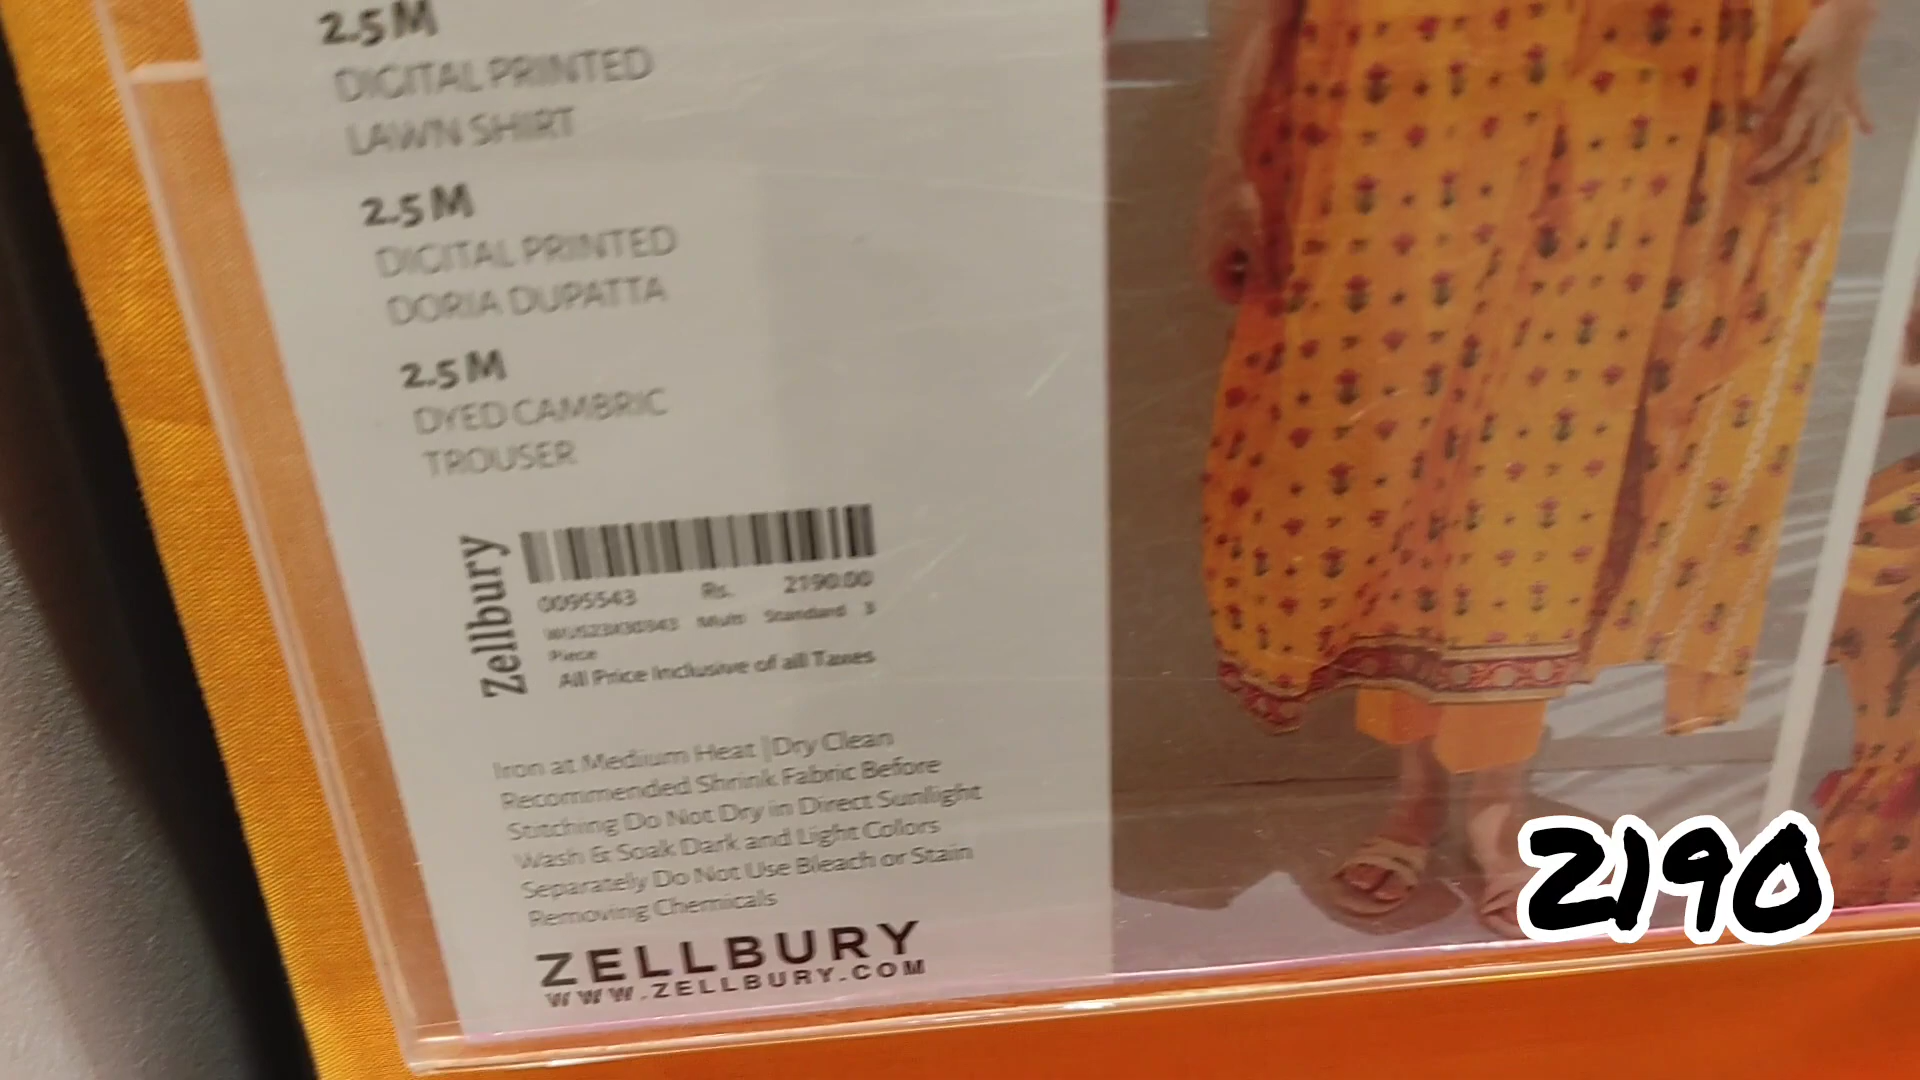 2.5 M
DIGITAL PRINTED
LAWN SHIRT
2.5 M
DIGITAL PRINTED
DORIA DUPATTA
2.5 M
DYED CAMBRIC
TROUSER
Zellbury
0095543 Rs. 2190.00
Multi Standard 3
Piece
All Price Inclusive of all Taxes
Iron at Medium Heat | Dry Clean
Recommended Shrink Fabric Before
Stitching Do Not Dry in Direct Sunlight
Wash & Soak Dark and Light Colors
Separately Do Not Use Bleach or Stain
Removing Chemicals
ZELLBURY
WWW.ZELLBURY.COM
2190